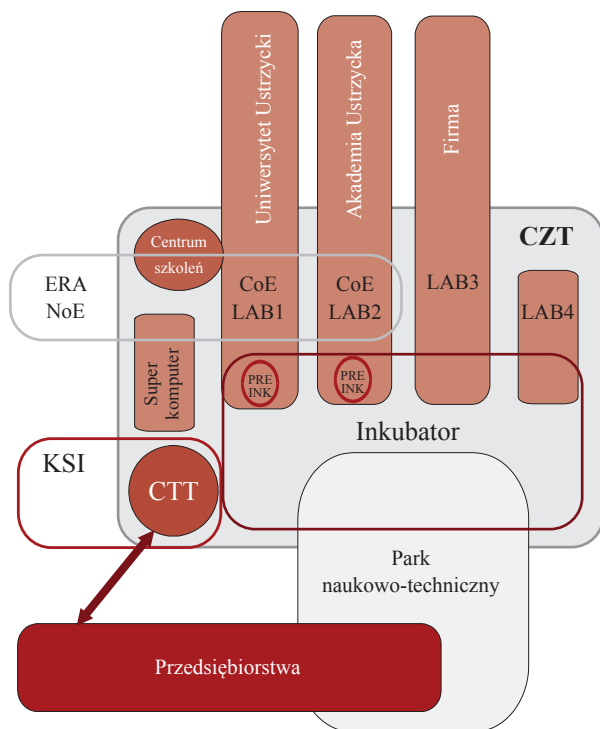 Uniwersytet Ustrzycki
Akademia Ustrzycka
Firma
CZT
Centrum
szkoleń
ERA
NoE
CoE
LAB1
CoE
LAB2
LAB3
LAB4
Super
komputer
PRE
INK
PRE
INK
Inkubator
KSI
CTT
Park
naukowo-techniczny
Przedsiębiorstwa